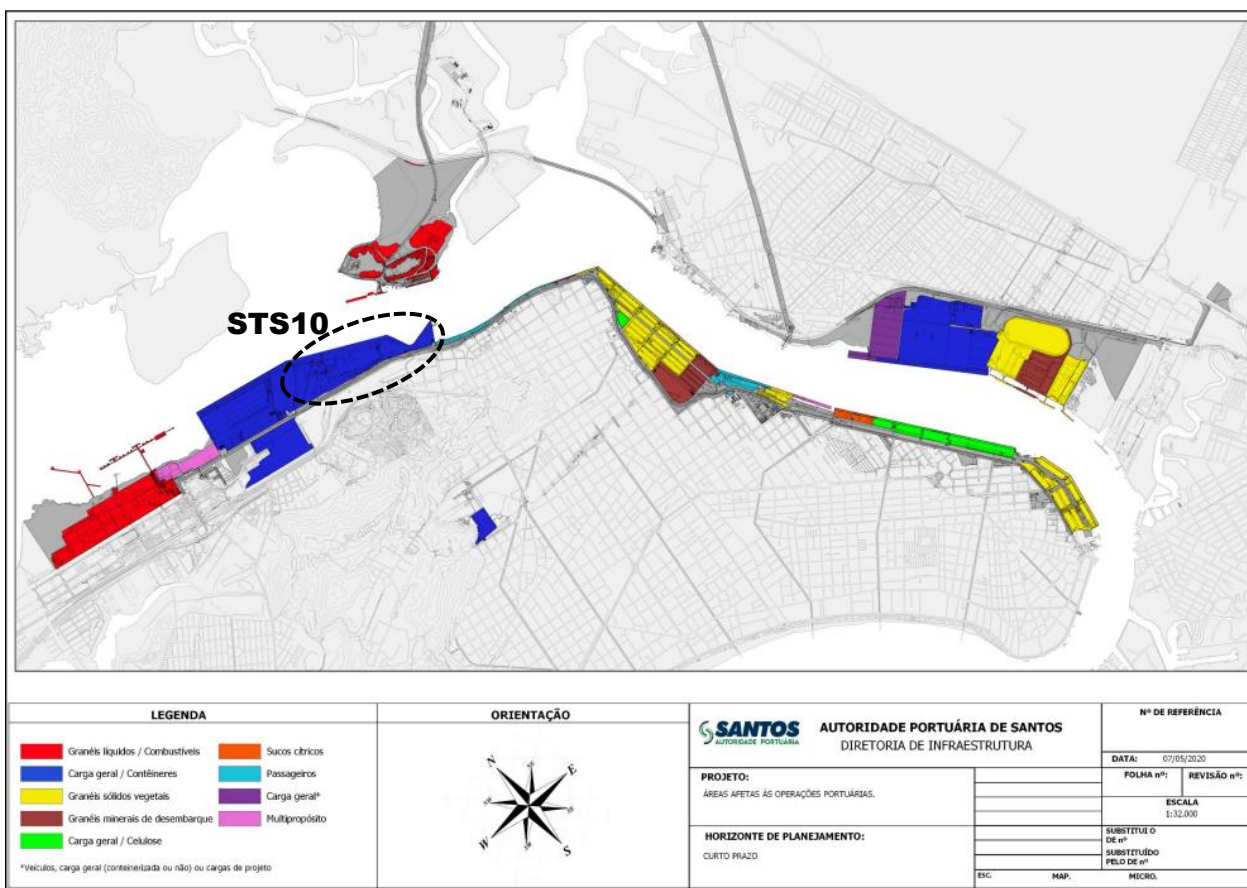 STS10
LEGENDA
Granéis líquidos / Combustíveis
Carga geral / Contêineres
Granéis sólidos vegetais
Granéis minerais de desembarque
Carga geral / Celulose
Sucos cítricos
Passageiros
Carga geral*
Multipropósito
*Veículos, carga geral (conteinerizada ou não) ou cargas de projeto
ORIENTAÇÃO
N
E
W
S
SANTOS
AUTORIDADE PORTUÁRIA
AUTORIDADE PORTUÁRIA DE SANTOS
DIRETORIA DE INFRAESTRUTURA
PROJETO:
ÁREAS AFETAS ÀS OPERAÇÕES PORTUÁRIAS.
HORIZONTE DE PLANEJAMENTO:
CURTO PRAZO
ESC.
MAP.
MICRO.
Nº DE REFERÊNCIA
DATA: 07/05/2020
FOLHA nº:
REVISÃO nº:
ESCALA
1:32.000
SUBSTITUI O
DE nº
SUBSTITUÍDO
PELO DE nº